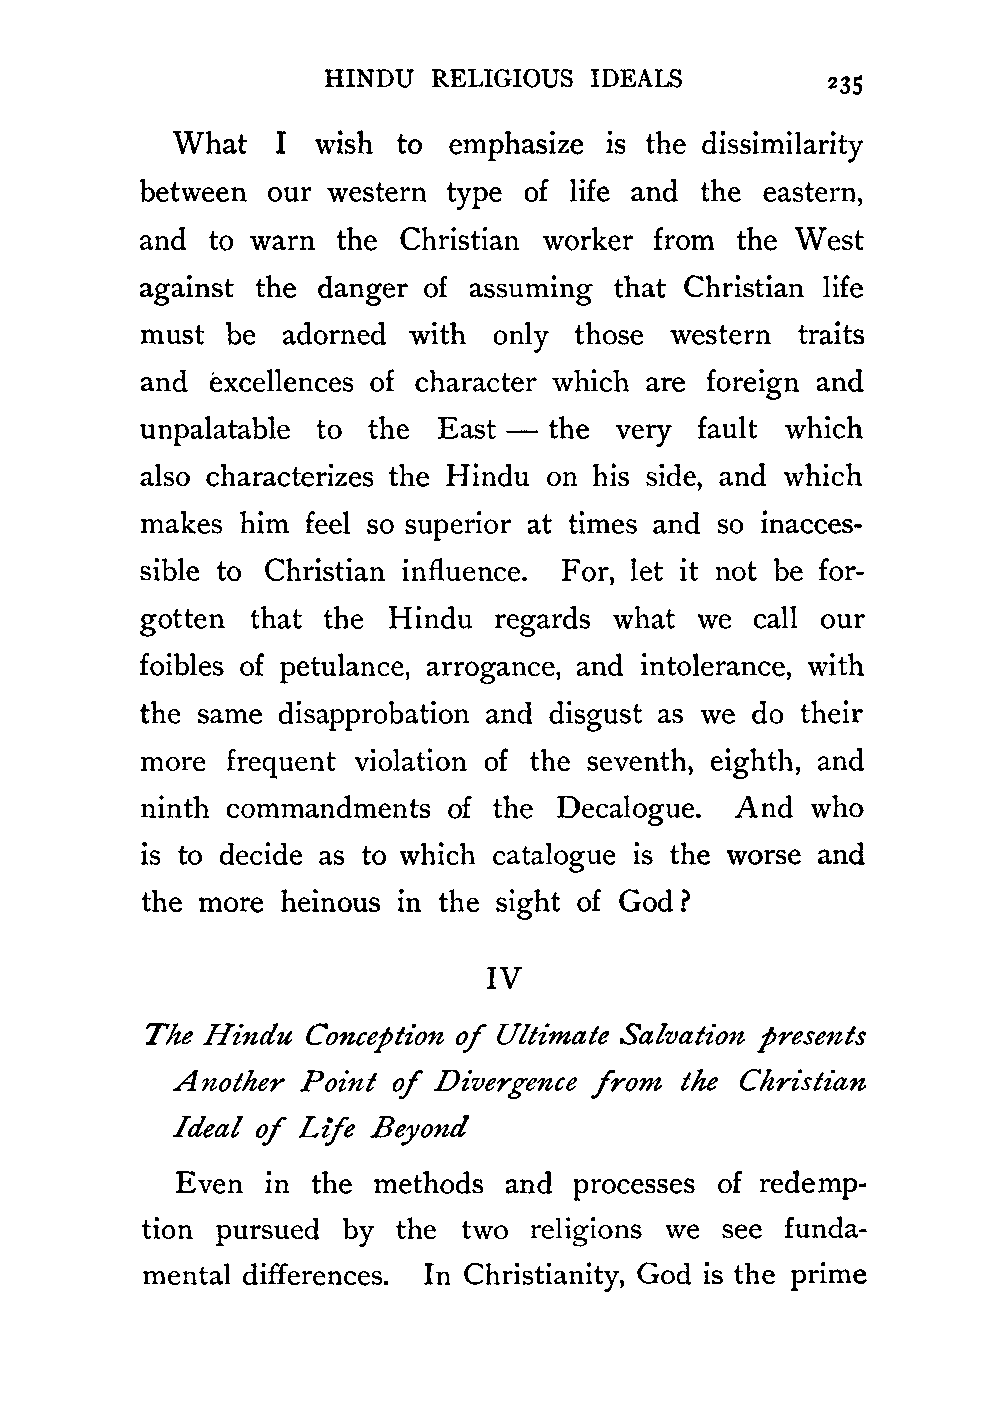 HINDU RELIGIOUS IDEALS 235
What I wish to emphasize is the dissimilarity
between our western type of life and the eastern,
and to warn the Christian worker from the West
against the danger of assuming that Christian life
must be adorned with only those western traits
and excellences of character which are foreign and
unpalatable to the East — the very fault which
also characterizes the Hindu on his side, and which
makes him feel so superior at times and so inacces-
sible to Christian influence. For, let it not be for-
gotten that the Hindu regards what we call our
foibles of petulance, arrogance, and intolerance, with
the same disapprobation and disgust as we do their
more frequent violation of the seventh, eighth, and
ninth commandments of the Decalogue. And who
is to decide as to which catalogue is the worse and
the more heinous in the sight of God?
IV
The Hindu Conception of Ultimate Salvation presents
Another Point of Divergence from the Christian
Ideal of Life Beyond
Even in the methods and processes of redemp-
tion pursued by the two religions we see funda-
mental differences. In Christianity, God is the prime